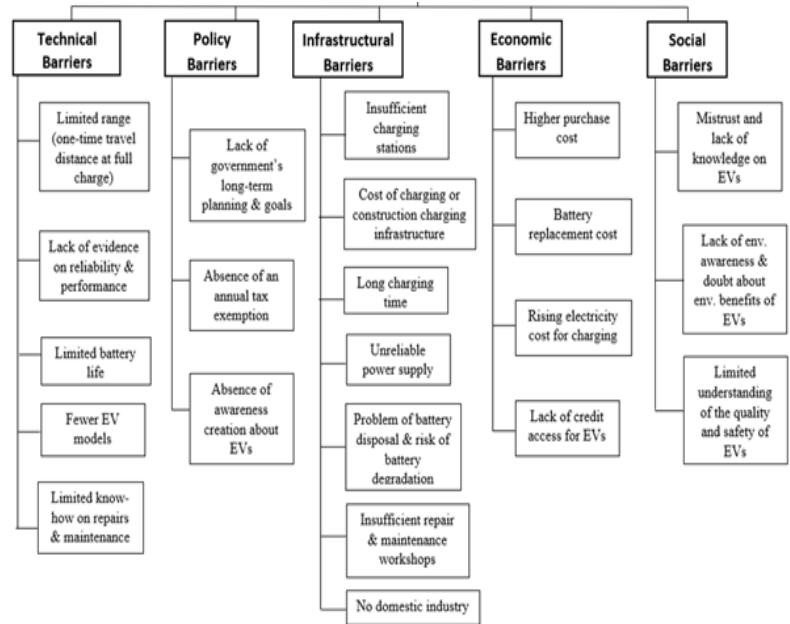 Technical
Barriers
Limited range
(one-time travel
distance at full
charge)
Lack of evidence
on reliability &
performance
Limited battery
life
Fewer EV
models
Limited know-
how on repairs
& maintenance
Policy
Barriers
Lack of
government's
long-term
planning & goals
Absence of an
annual tax
exemption
Absence of
awareness
creation about
EVs
Infrastructural
Barriers
Insufficient
charging
stations
Cost of charging or
construction charging
infrastructure
Long charging
time
Unreliable
power supply
Problem of battery
disposal & risk of
battery
degradation
Insufficient repair
& maintenance
workshops
No domestic industry
Economic
Barriers
Higher purchase
cost
Battery
replacement cost
Rising electricity
cost for charging
Lack of credit
access for EVs
Social
Barriers
Mistrust and
lack of
knowledge on
EVs
Lack of env.
awareness &
doubt about
env. benefits of
EVs
Limited
understanding
of the quality
and safety of
EVs